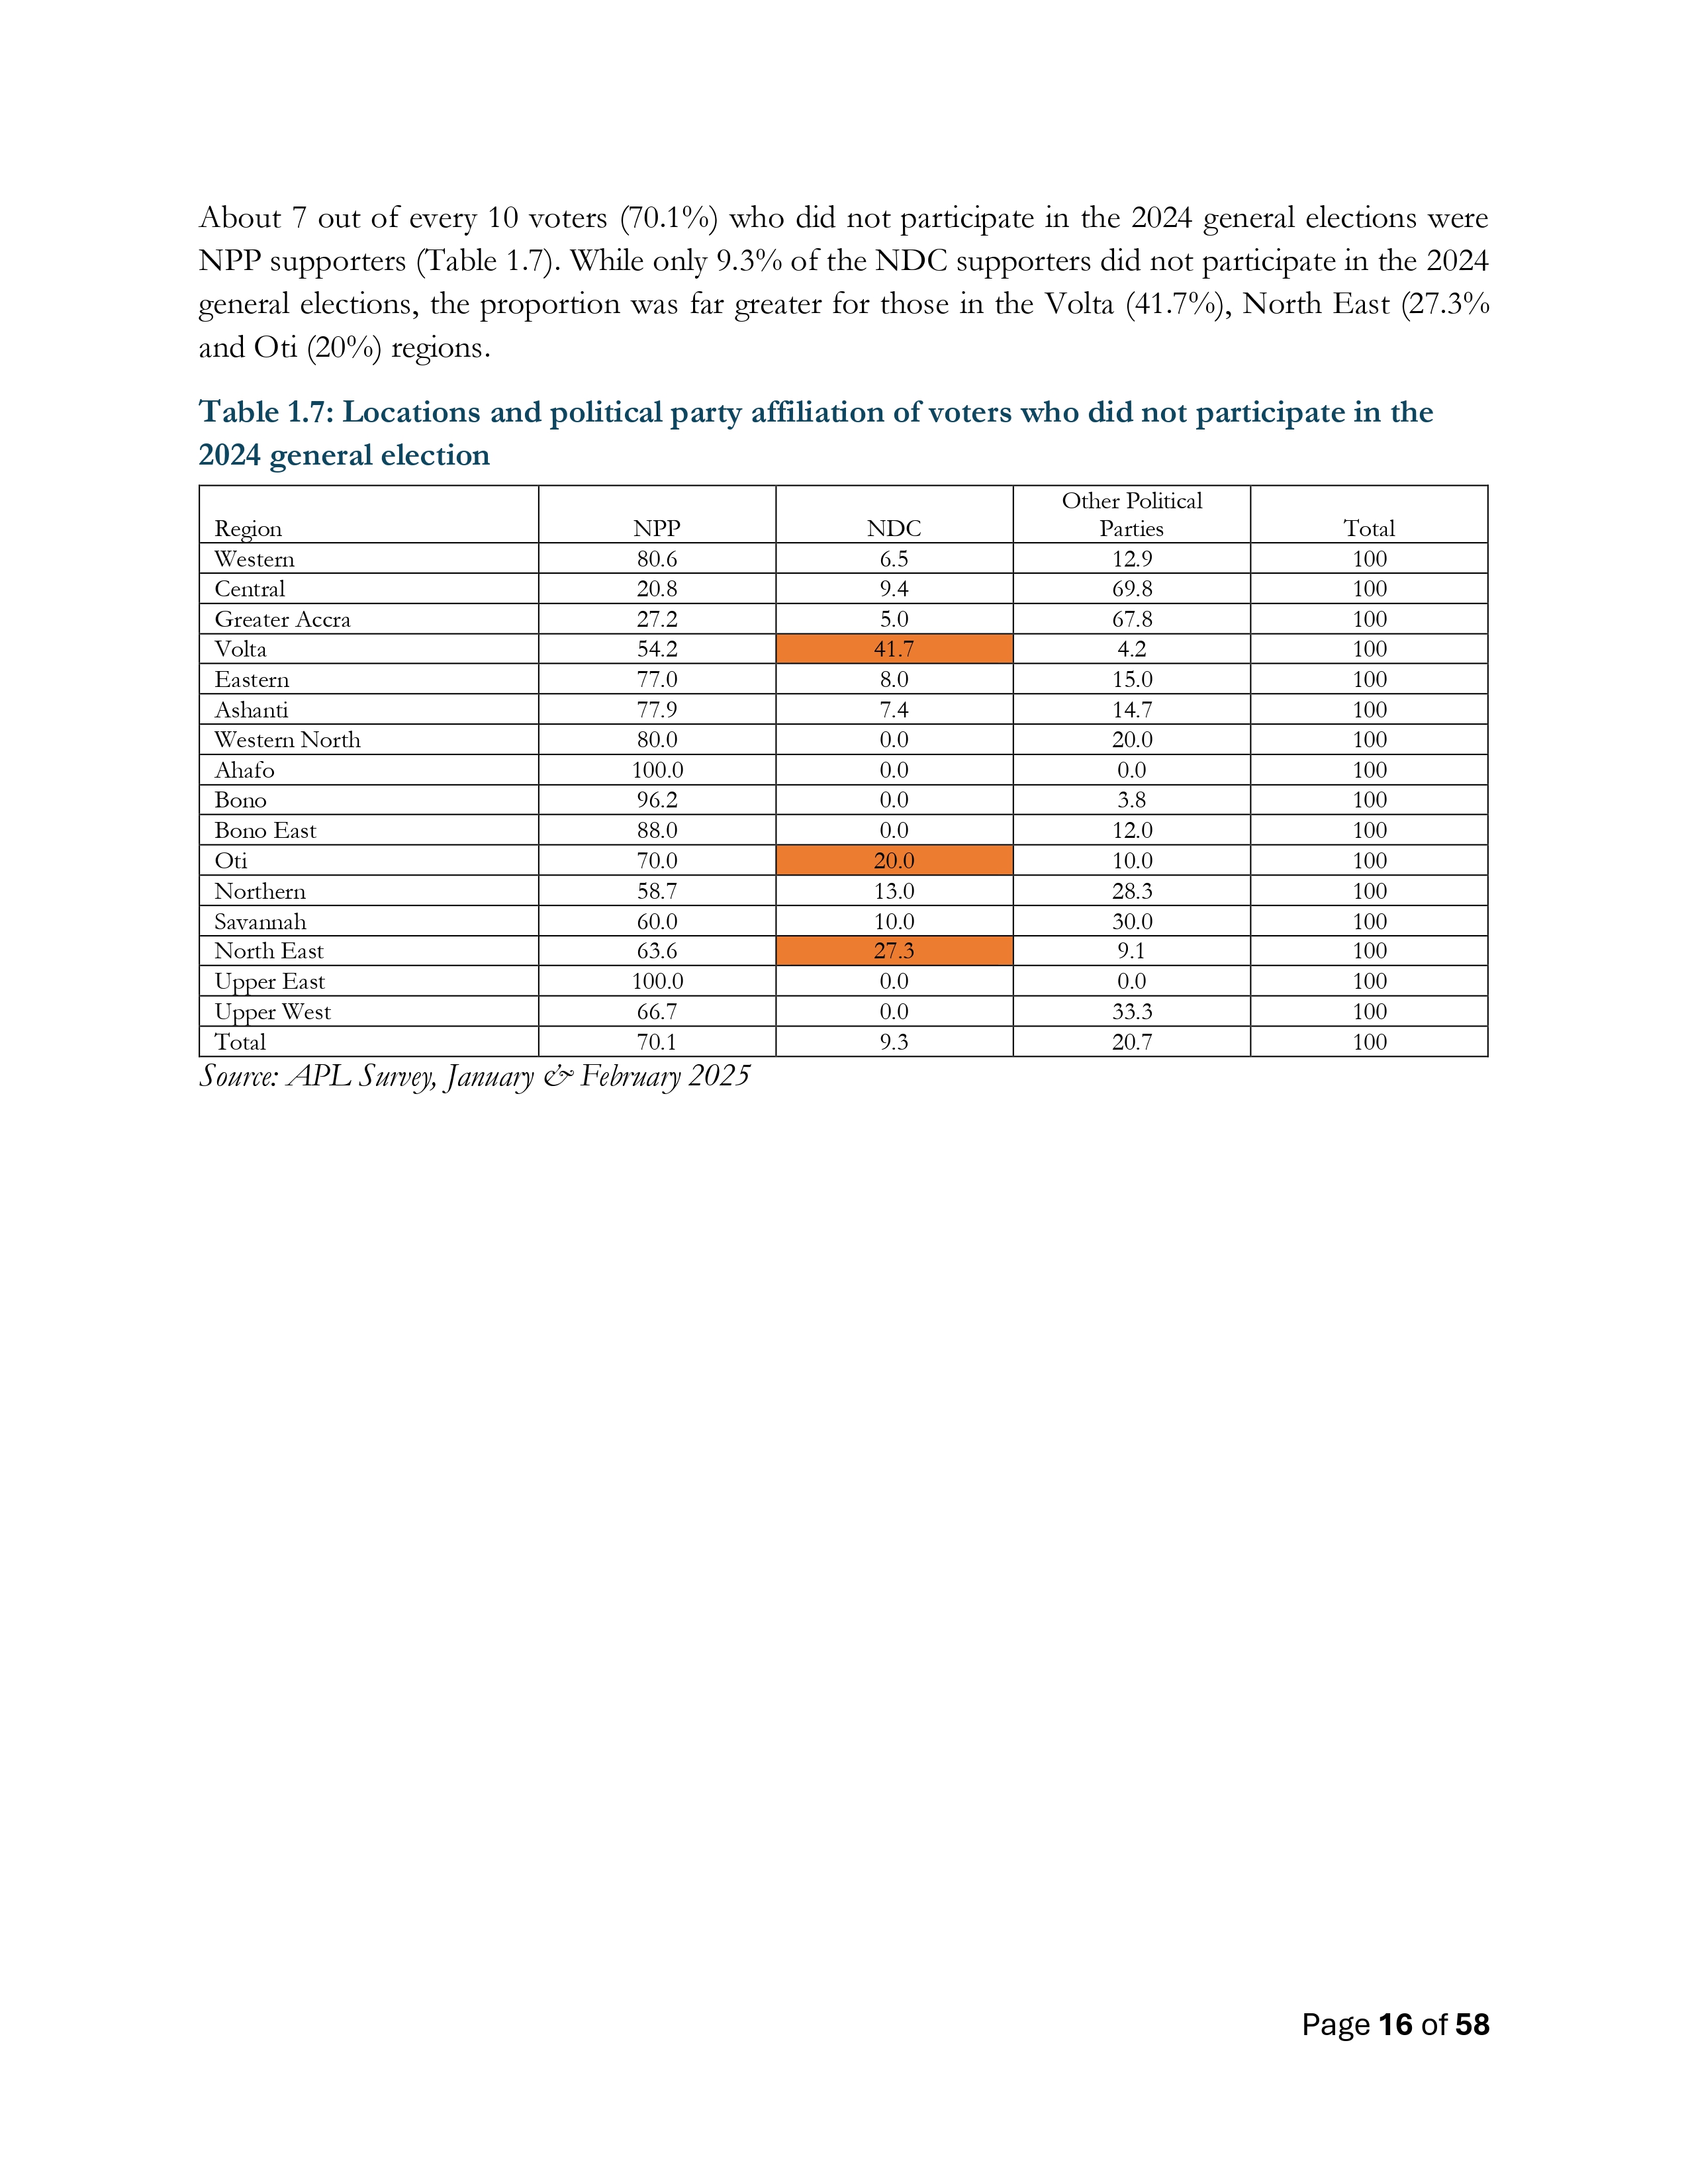 About 7 out of every 10 voters (70.1%) who did not participate in the 2024 general elections were
NPP supporters (Table 1.7). While only 9.3% of the NDC supporters did not participate in the 2024
general elections, the proportion was far greater for those in the Volta (41.7%), North East (27.3%
and Oti (20%) regions.
Table 1.7: Locations and political party affiliation of voters who did not participate in the
2024 general election
Region NPP NDC Other Political Parties Total
Western 80.6 6.5 12.9 100
Central 20.8 9.4 69.8 100
Greater Accra 27.2 5.0 67.8 100
Volta 54.2 41.7 4.2 100
Eastern 77.0 8.0 15.0 100
Ashanti 77.9 7.4 14.7 100
Western North 80.0 0.0 20.0 100
Ahafo 100.0 0.0 0.0 100
Bono 96.2 0.0 3.8 100
Bono East 88.0 0.0 12.0 100
Oti 70.0 20.0 10.0 100
Northern 58.7 13.0 28.3 100
Savannah 60.0 10.0 30.0 100
North East 63.6 27.3 9.1 100
Upper East 100.0 0.0 0.0 100
Upper West 66.7 0.0 33.3 100
Total 70.1 9.3 20.7 100
Source: APL Survey, January & February 2025
Page 16 of 58